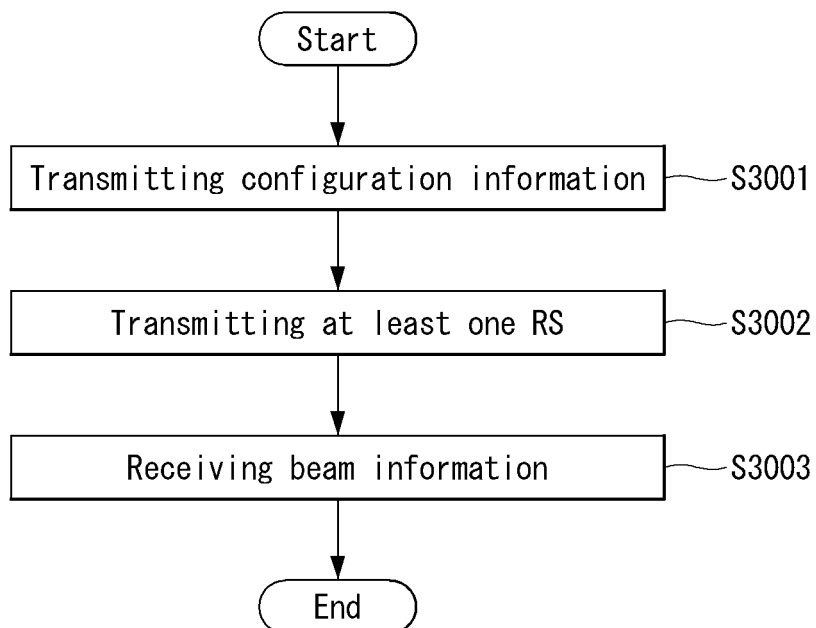 Start
Transmitting configuration information
S3001
Transmitting at least one RS
S3002
Receiving beam information
S3003
End